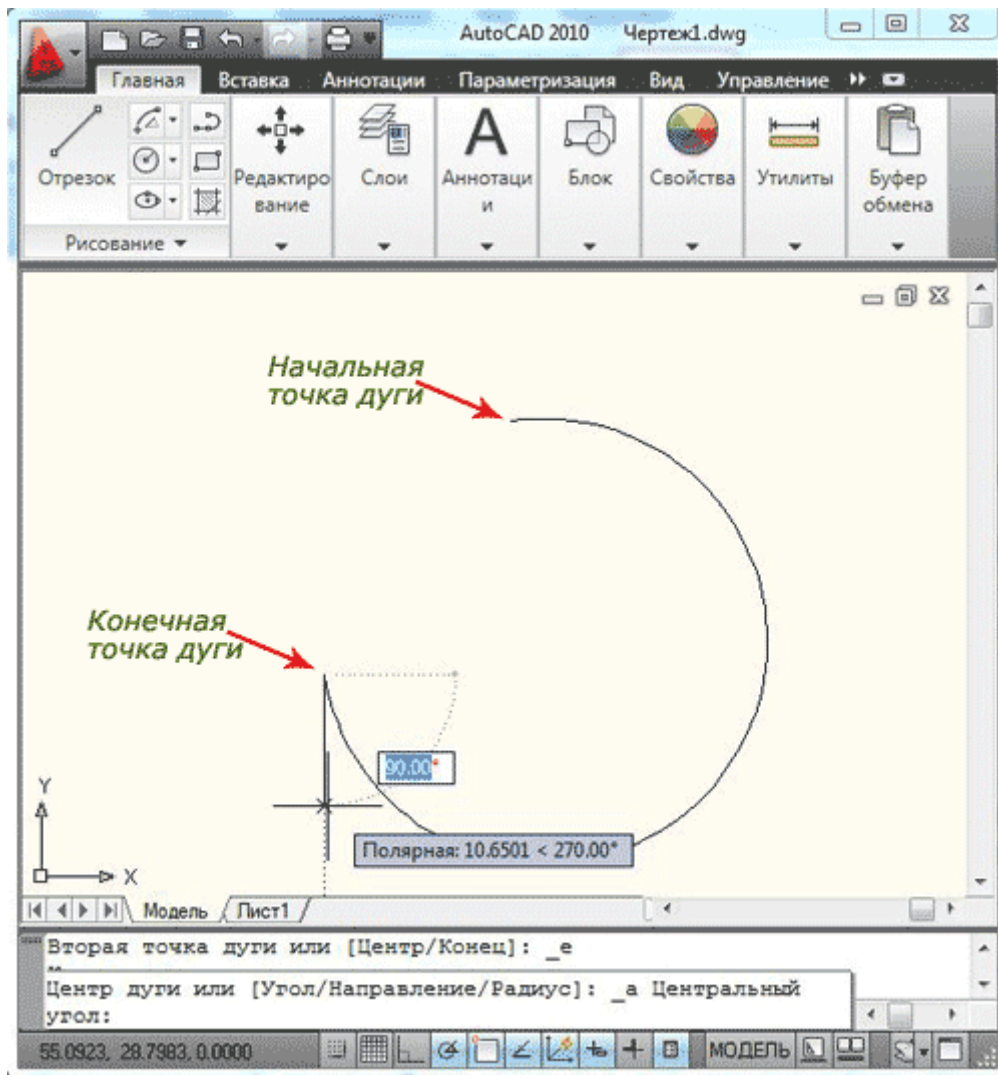 AutoCAD 2010 Чертеж1.dwg
Главная Вставка Аннотации Параметризация Вид Управление
Отрезок
Редактиро
вание
Слои
Аннотаци
и
Блок
Свойства
Утилиты
Буфер
обмена
Рисование
Начальная
точка дуги
Конечная
точка дуги
90.00°
Полярная: 10.6501 < 270.00°
Y
X
Модель Лист1
Вторая точка дуги или [Центр/Конец]: _e
Центр дуги или [Угол/Направление/Радиус]: _a Центральный
угол:
55.0923, 28.7983, 0.0000 МОДЕЛЬ